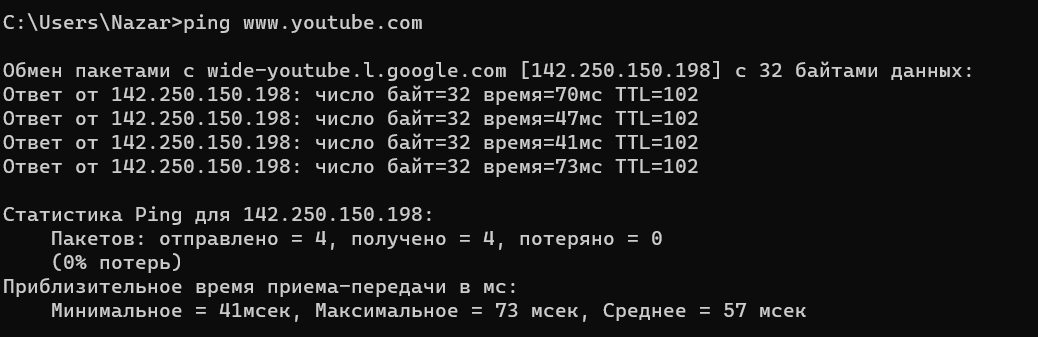 C:\Users\Nazar>ping www.youtube.com
Обмен пакетами с wide-youtube.l.google.com [142.250.150.198] с 32 байтами данных:
Ответ от 142.250.150.198: число байт=32 время=70мс TTL=102
Ответ от 142.250.150.198: число байт=32 время=47мс TTL=102
Ответ от 142.250.150.198: число байт=32 время=41мс TTL=102
Ответ от 142.250.150.198: число байт=32 время=73мс TTL=102
Статистика Ping для 142.250.150.198:
Пакетов: отправлено = 4, получено = 4, потеряно = 0
(0% потерь)
Приблизительное время приема-передачи в мс:
Минимальное = 41мсек, Максимальное = 73 мсек, Среднее = 57 мсек